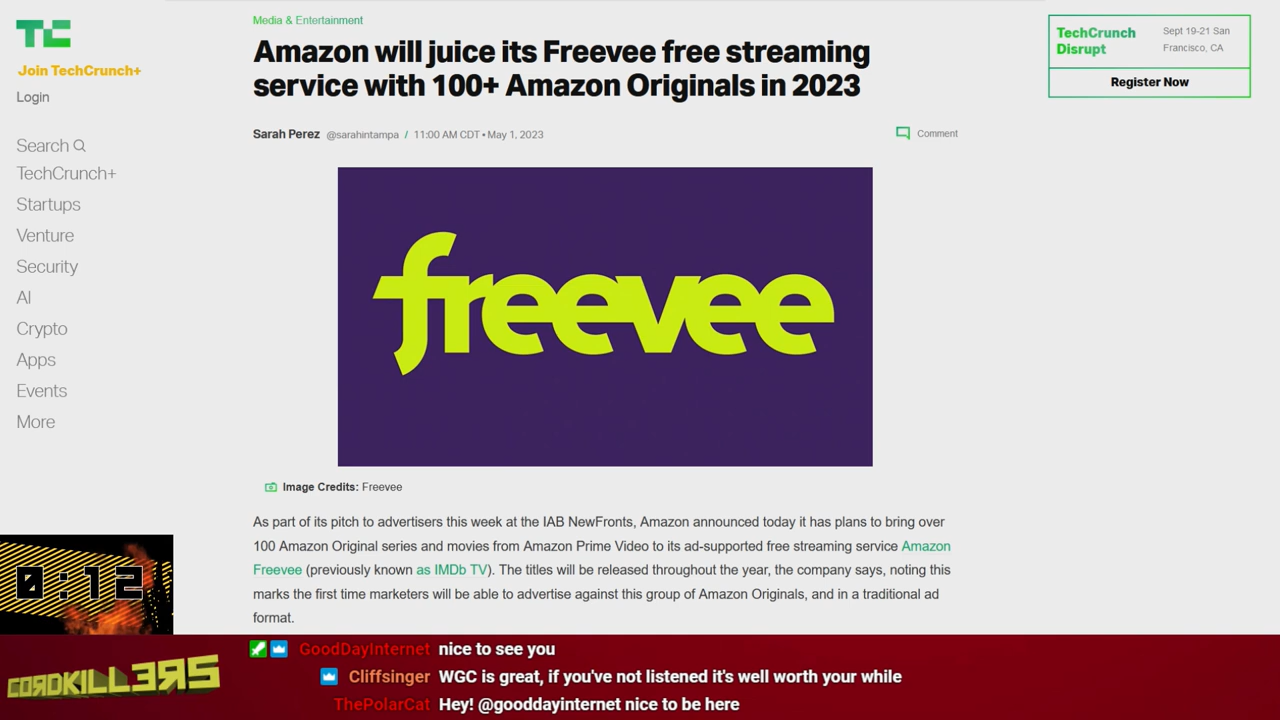 TC
Join TechCrunch+
Login
Search
TechCrunch+
Startups
Venture
Security
AI
Crypto
Apps
Events
More
Media & Entertainment
Amazon will juice its Freevee free streaming
service with 100+ Amazon Originals in 2023
Sarah Perez @sarahintampa / 11:00 AM CDT • May 1, 2023
Comment
freevee
Image Credits: Freevee
As part of its pitch to advertisers this week at the IAB NewFronts, Amazon announced today it has plans to bring over
100 Amazon Original series and movies from Amazon Prime Video to its ad-supported free streaming service Amazon
Freevee (previously known as IMDb TV). The titles will be released throughout the year, the company says, noting this
marks the first time marketers will be able to advertise against this group of Amazon Originals, and in a traditional ad
format.
TechCrunch
Disrupt
Sept 19-21 San
Francisco, CA
Register Now
0:12
CORDKILLERS
GoodDayInternet nice to see you
Cliffsinger WGC is great, if you've not listened it's well worth your while
ThePolarCat Hey! @gooddayinternet nice to be here